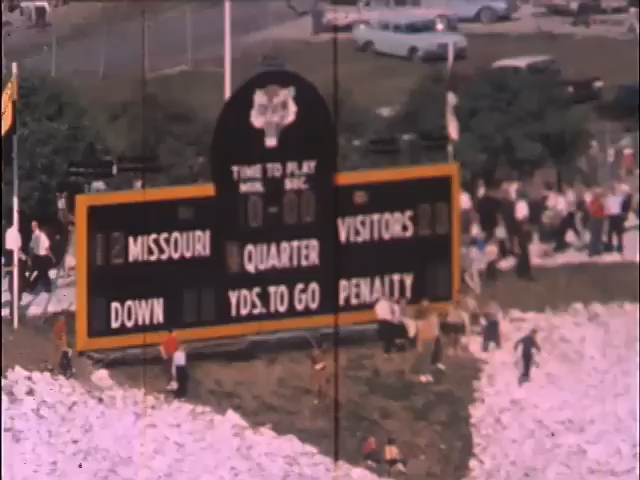 TIME TO PLAY
MIN. SEC.
MISSOURI
QUARTER
VISITORS
DOWN
YDS. TO GO
PENALTY